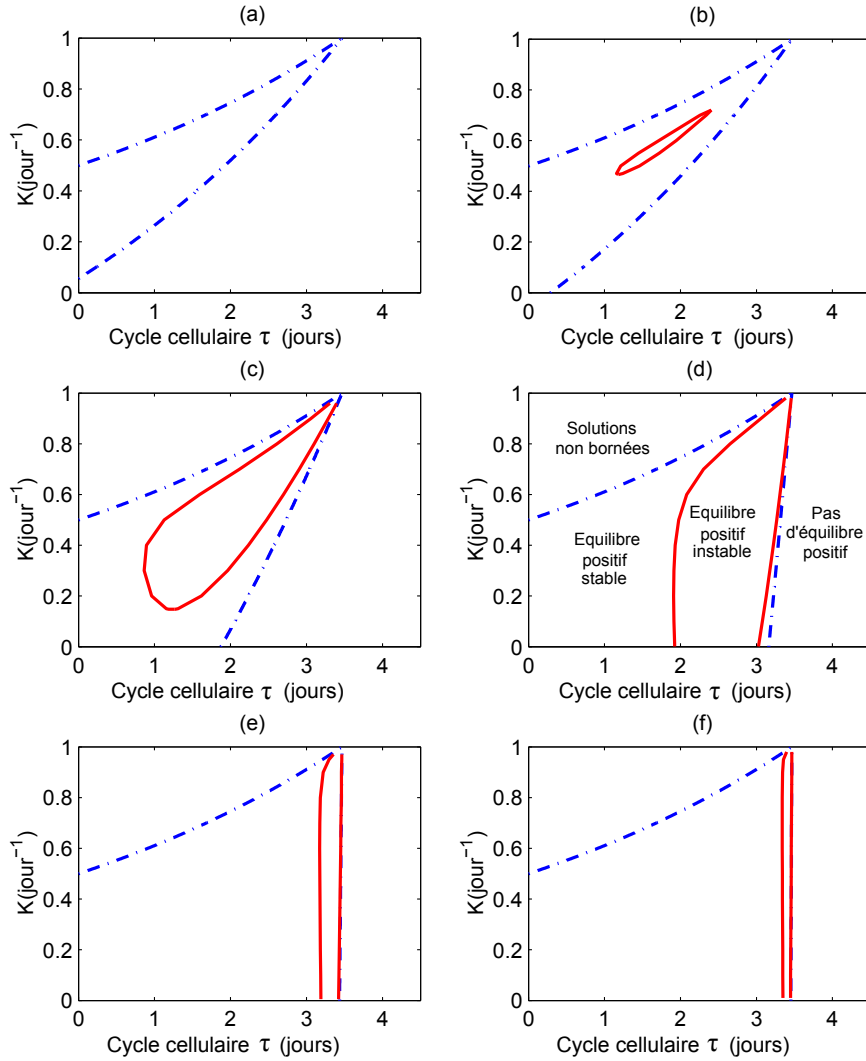 (a)
1
0.8
0.6
0.4
0.2
0
K(jour⁻¹)
0 1 2 3 4
Cycle cellulaire τ (jours)
(b)
1
0.8
0.6
0.4
0.2
0
K(jour⁻¹)
0 1 2 3 4
Cycle cellulaire τ (jours)
(c)
1
0.8
0.6
0.4
0.2
0
K(jour⁻¹)
0 1 2 3 4
Cycle cellulaire τ (jours)
(d)
1
0.8
0.6
0.4
0.2
0
K(jour⁻¹)
Solutions
non bornées
Equilibre
positif
stable
Equilibre
positif
instable
Pas
d'équilibre
positif
0 1 2 3 4
Cycle cellulaire τ (jours)
(e)
1
0.8
0.6
0.4
0.2
0
K(jour⁻¹)
0 1 2 3 4
Cycle cellulaire τ (jours)
(f)
1
0.8
0.6
0.4
0.2
0
K(jour⁻¹)
0 1 2 3 4
Cycle cellulaire τ (jours)